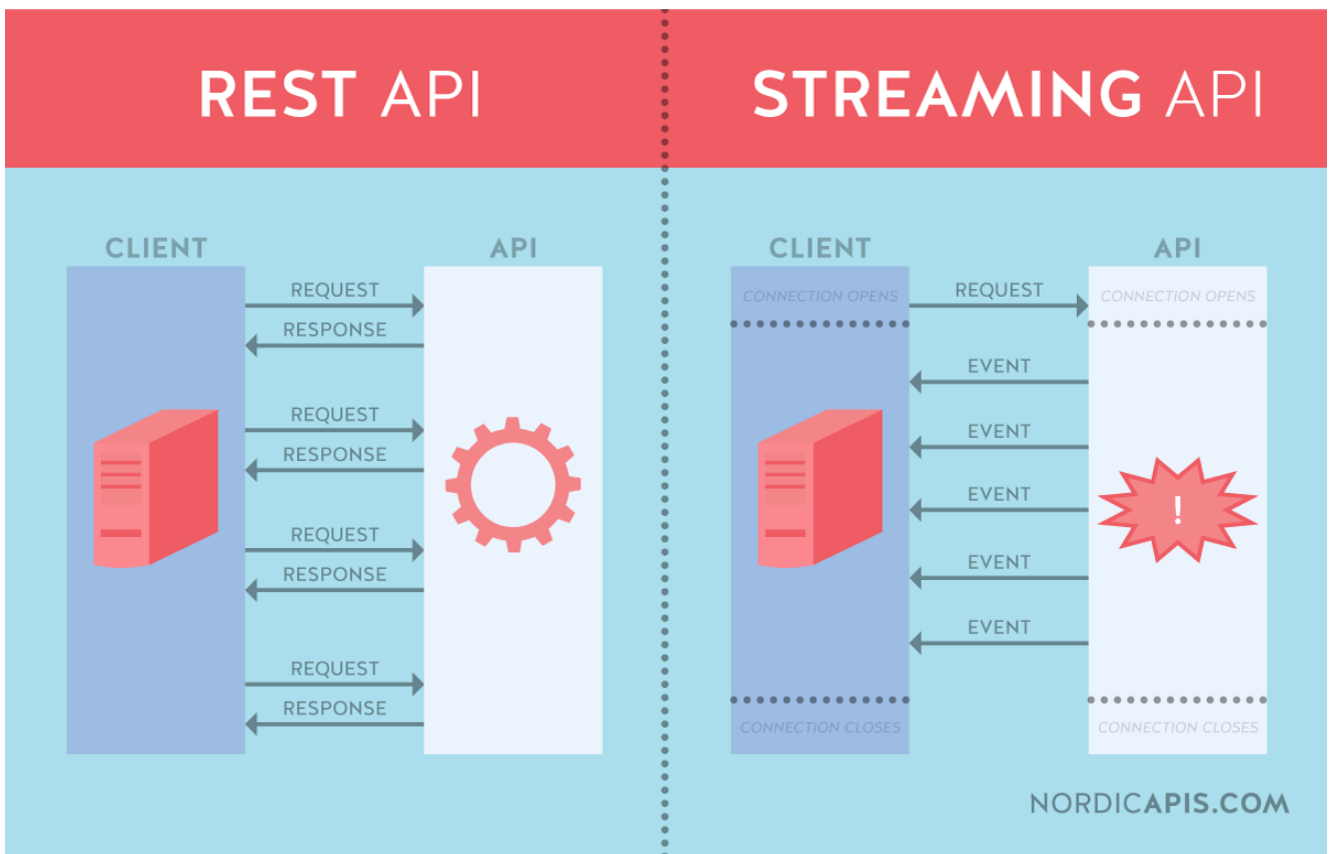 REST API
STREAMING API
CLIENT
API
REQUEST
RESPONSE
REQUEST
RESPONSE
REQUEST
RESPONSE
REQUEST
RESPONSE
CLIENT
API
CONNECTION OPENS
REQUEST
CONNECTION OPENS
EVENT
EVENT
EVENT
EVENT
EVENT
!
CONNECTION CLOSES
CONNECTION CLOSES
NORDICAPIS.COM